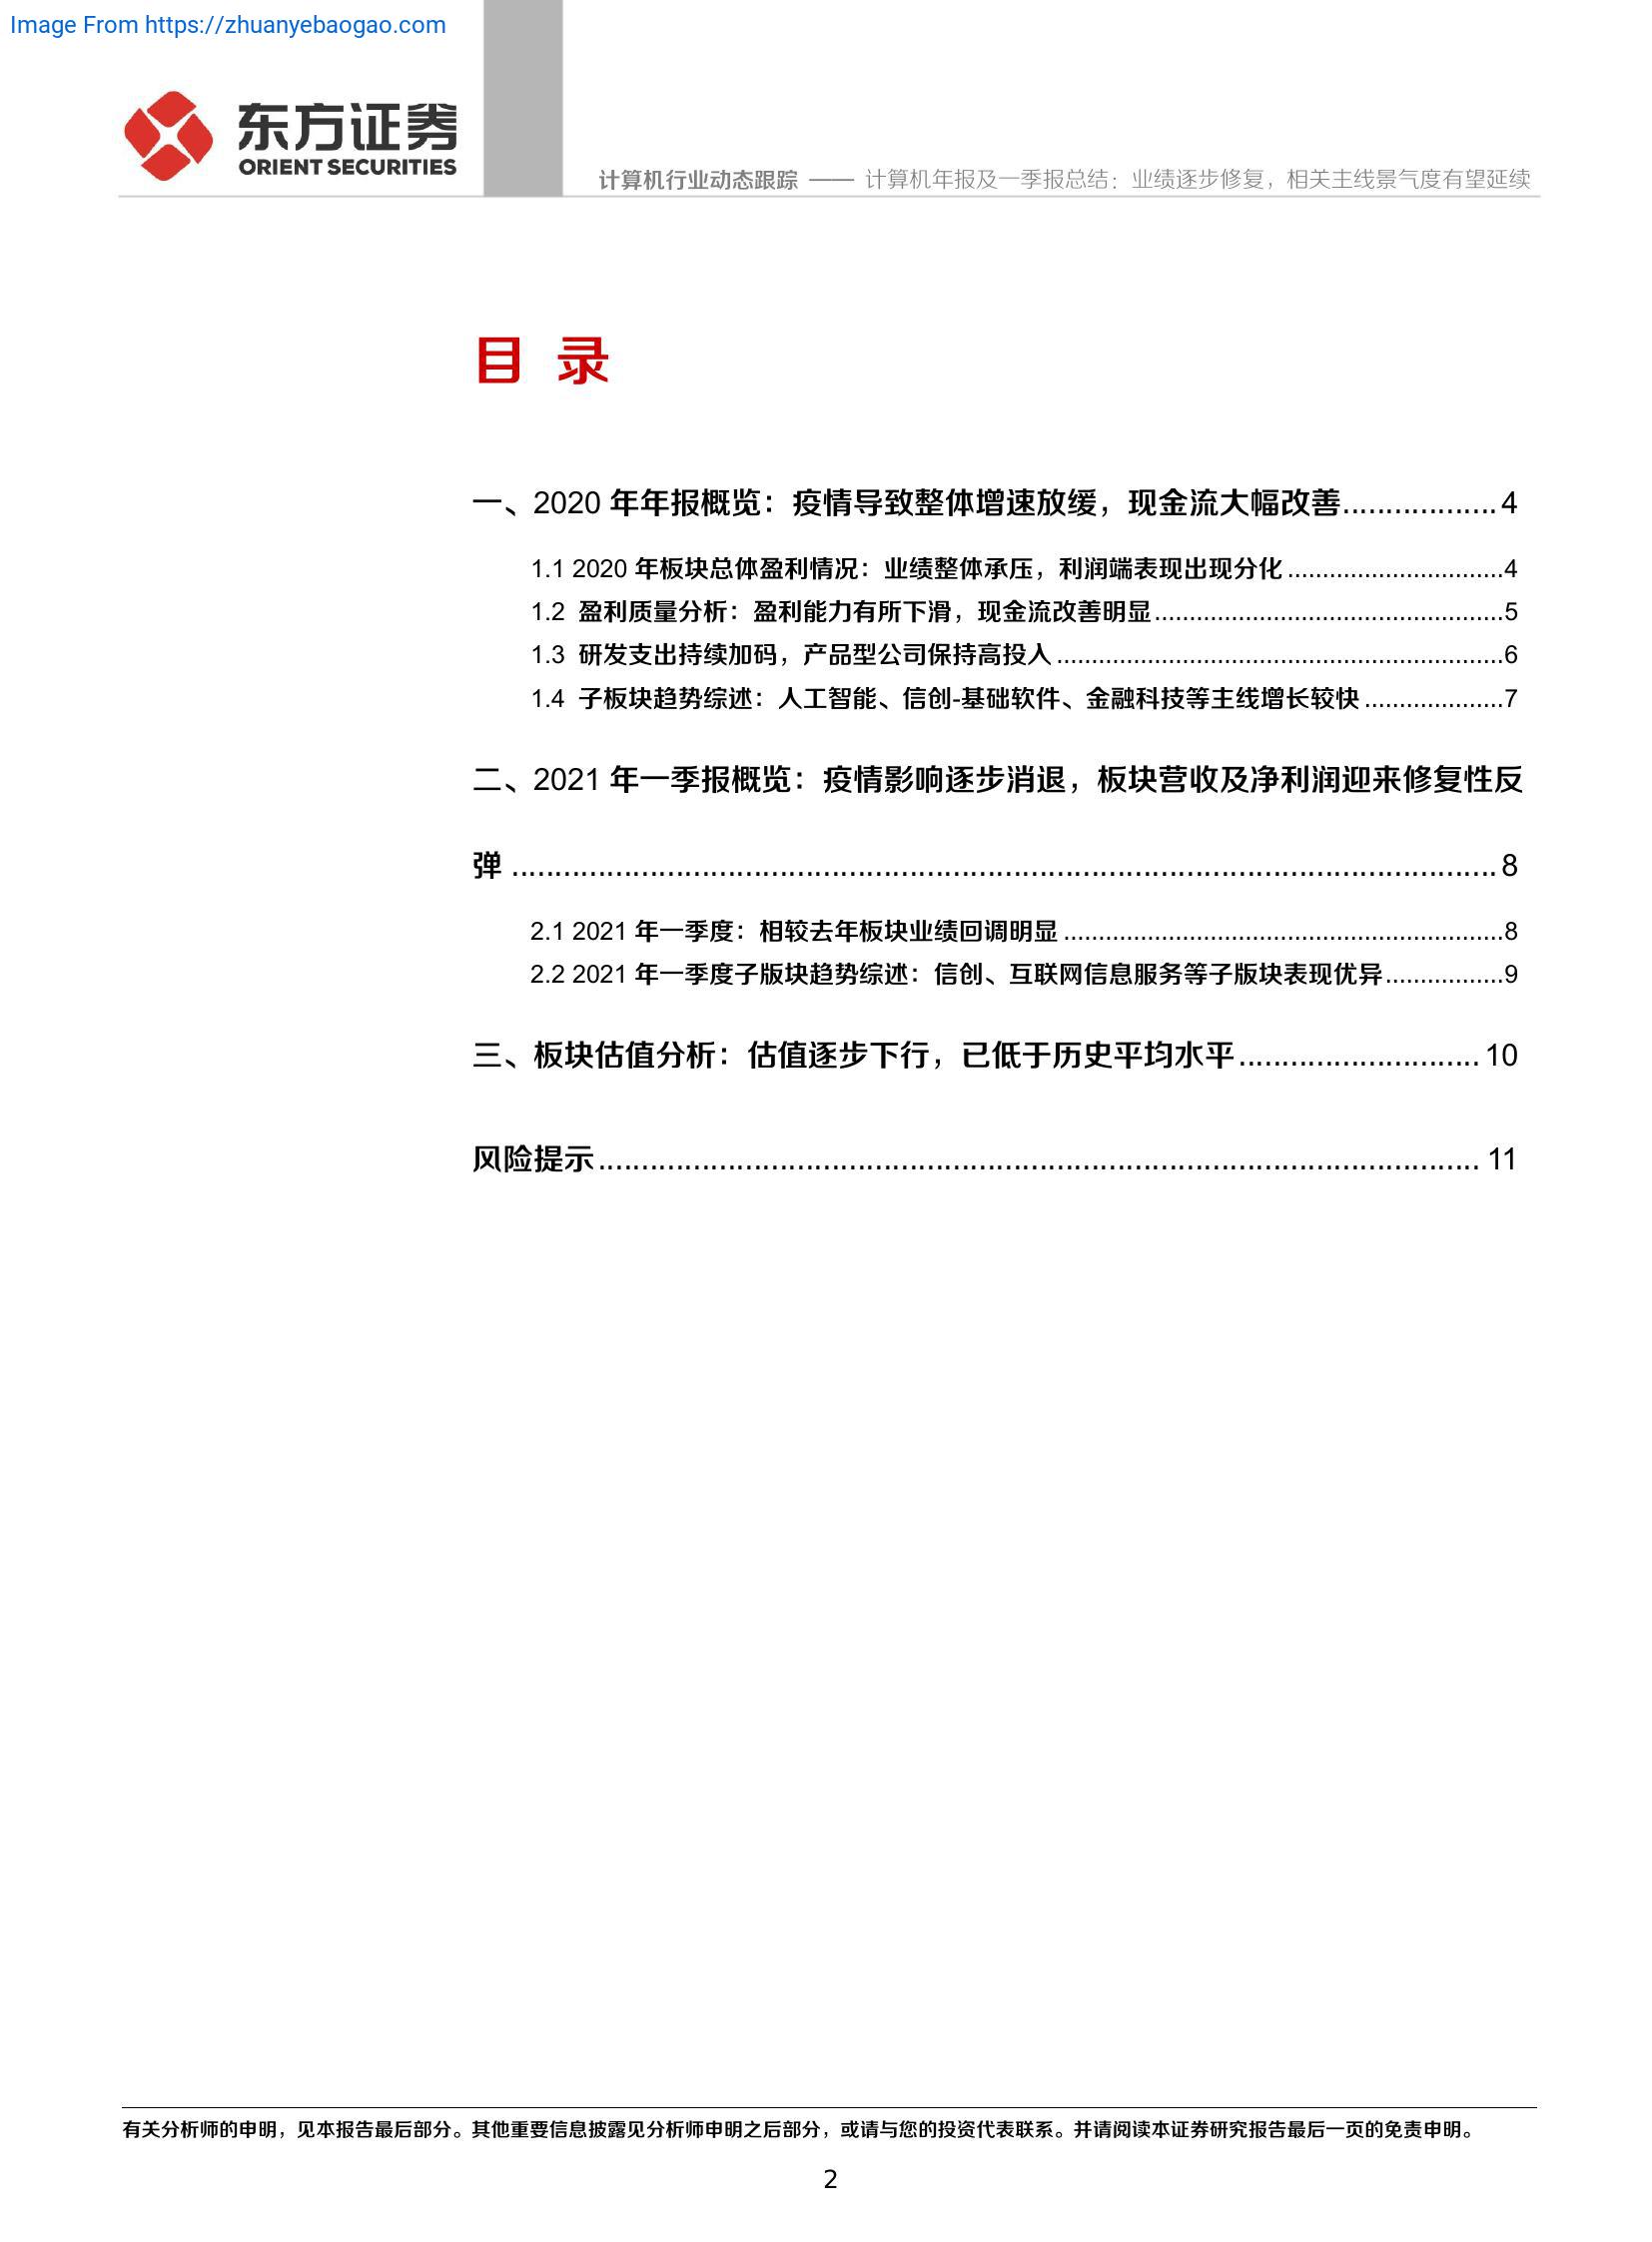 Image From https://zhuanyebaogao.com
东方证券
ORIENT SECURITIES
计算机行业动态跟踪 —— 计算机年报及一季报总结：业绩逐步修复，相关主线景气度有望延续
目 录
一、2020 年年报概览：疫情导致整体增速放缓，现金流大幅改善.................. 4
1.1 2020 年板块总体盈利情况：业绩整体承压，利润端表现出现分化 ...............................4
1.2 盈利质量分析：盈利能力有所下滑，现金流改善明显..................................................5
1.3 研发支出持续加码，产品型公司保持高投入 ................................................................6
1.4 子板块趋势综述：人工智能、信创-基础软件、金融科技等主线增长较快 ....................7
二、2021 年一季报概览：疫情影响逐步消退，板块营收及净利润迎来修复性反
弹 .................................................................................................................. 8
2.1 2021 年一季度：相较去年板块业绩回调明显 ...............................................................8
2.2 2021 年一季度子版块趋势综述：信创、互联网信息服务等子版块表现优异.................9
三、板块估值分析：估值逐步下行，已低于历史平均水平............................ 10
风险提示...................................................................................................... 11
有关分析师的申明，见本报告最后部分。其他重要信息披露见分析师申明之后部分，或请与您的投资代表联系。并请阅读本证券研究报告最后一页的免责申明。
2